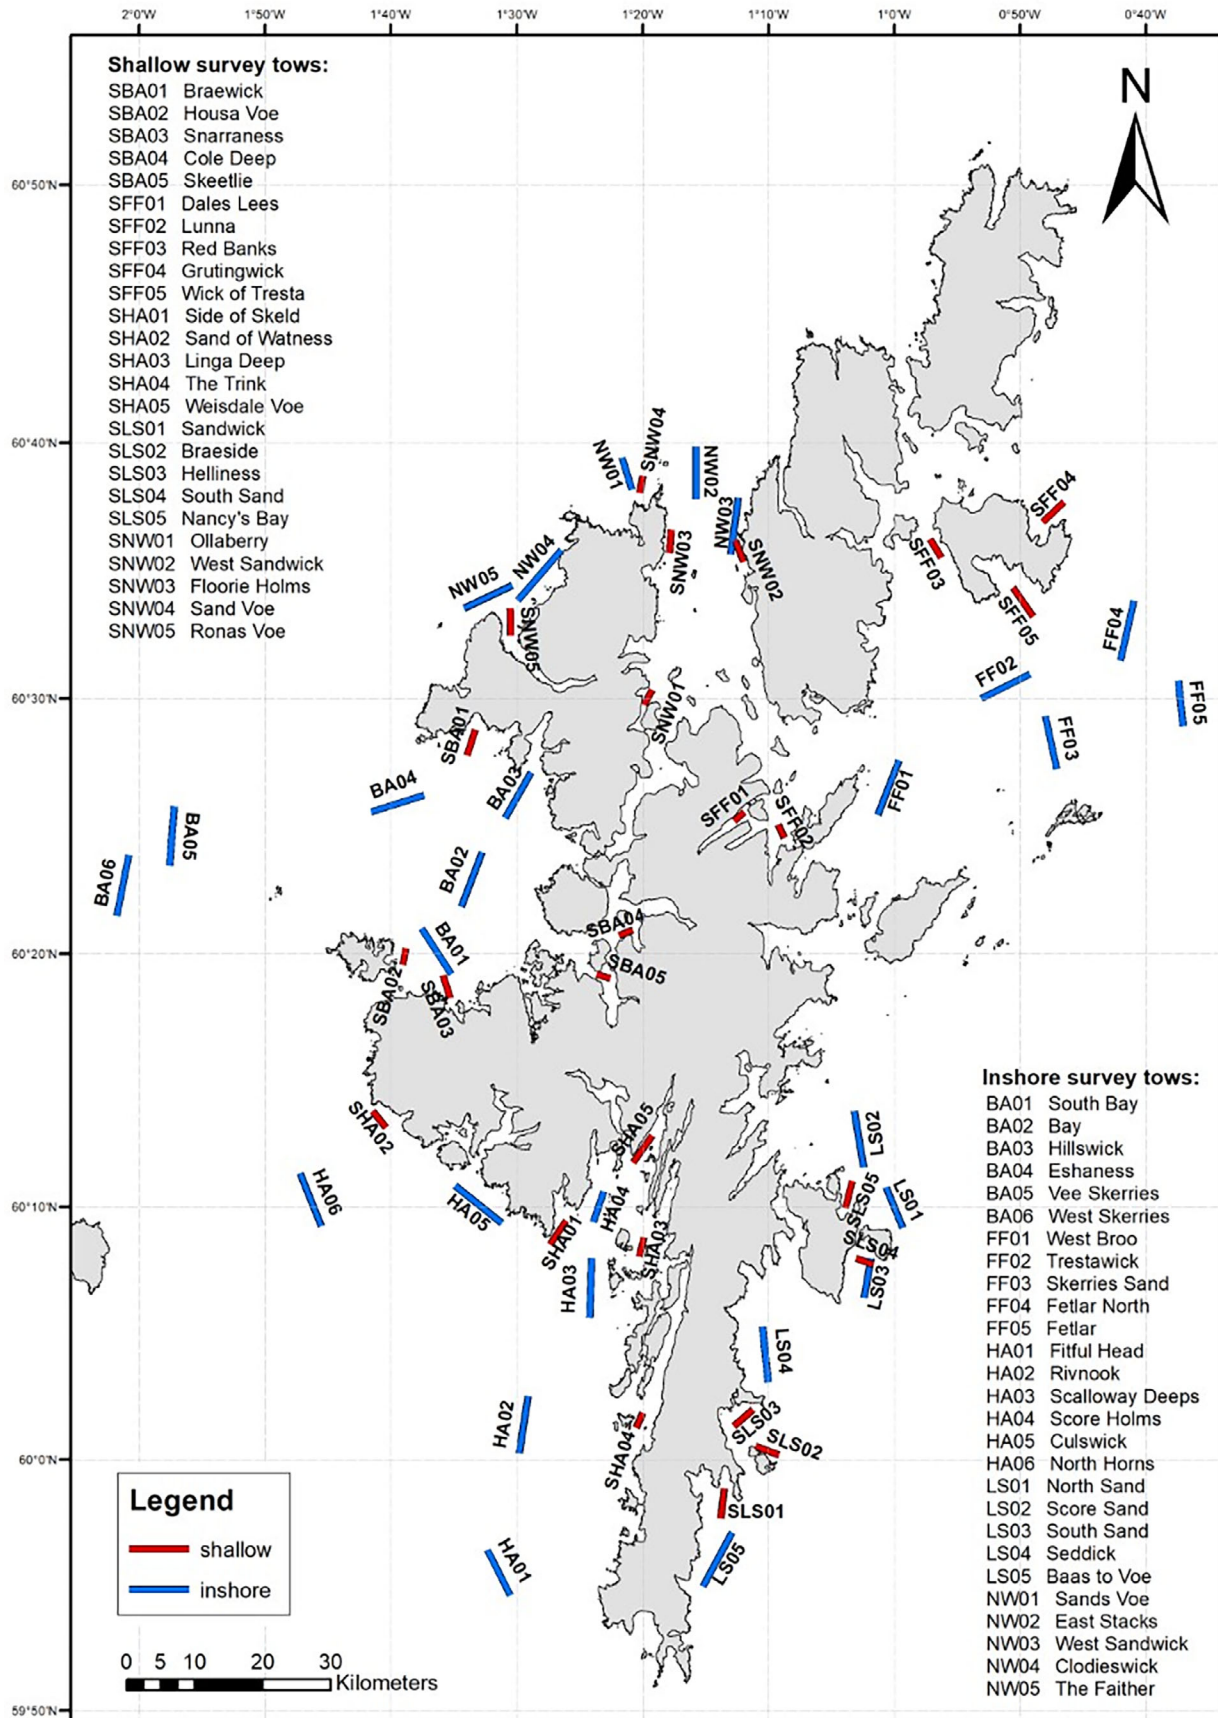 2°0'W 1°50'W 1°40'W 1°30'W 1°20'W 1°10'W 1°0'W 0°50'W 0°40'W
Shallow survey tows:
SBA01 Braewick
SBA02 Housa Voe
SBA03 Snarraness
SBA04 Cole Deep
SBA05 Skeetlie
SFF01 Dales Lees
SFF02 Lunna
SFF03 Red Banks
SFF04 Grutingwick
SFF05 Wick of Tresta
SHA01 Side of Skeld
SHA02 Sand of Watness
SHA03 Linga Deep
SHA04 The Trink
SHA05 Weisdale Voe
SLS01 Sandwick
SLS02 Braeside
SLS03 Helliness
SLS04 South Sand
SLS05 Nancy's Bay
SNW01 Ollaberry
SNW02 West Sandwick
SNW03 Floorie Holms
SNW04 Sand Voe
SNW05 Ronas Voe
N
60°50'N
60°40'N
60°30'N
60°20'N
60°10'N
60°0'N
59°50'N
NW01
SNW04
NW02
NW03
SNW03
SNW02
NW04
NW05
SNW05
SNW01
SFF04
SFF03
SFF05
FF04
FF02
FF05
FF03
FF01
SFF01
SFF02
SBA01
BA04
BA03
BA05
BA06
BA02
BA01
SBA04
SBA05
SBA02
SBA03
SHA02
SHA05
HA06
HA05
HA04
SHA01
SHA03
HA03
LS02
SLS05
LS01
SLS04
LS03
LS04
HA02
SHA04
SLS03
SLS02
SLS01
LS05
HA01
Inshore survey tows:
BA01 South Bay
BA02 Bay
BA03 Hillswick
BA04 Eshaness
BA05 Vee Skerries
BA06 West Skerries
FF01 West Broo
FF02 Trestawick
FF03 Skerries Sand
FF04 Fetlar North
FF05 Fetlar
HA01 Fitful Head
HA02 Rivnook
HA03 Scalloway Deeps
HA04 Score Holms
HA05 Culswick
HA06 North Horns
LS01 North Sand
LS02 Score Sand
LS03 South Sand
LS04 Seddick
LS05 Baas to Voe
NW01 Sands Voe
NW02 East Stacks
NW03 West Sandwick
NW04 Clodieswick
NW05 The Faither
Legend
shallow
inshore
0 5 10 20 30
Kilometers